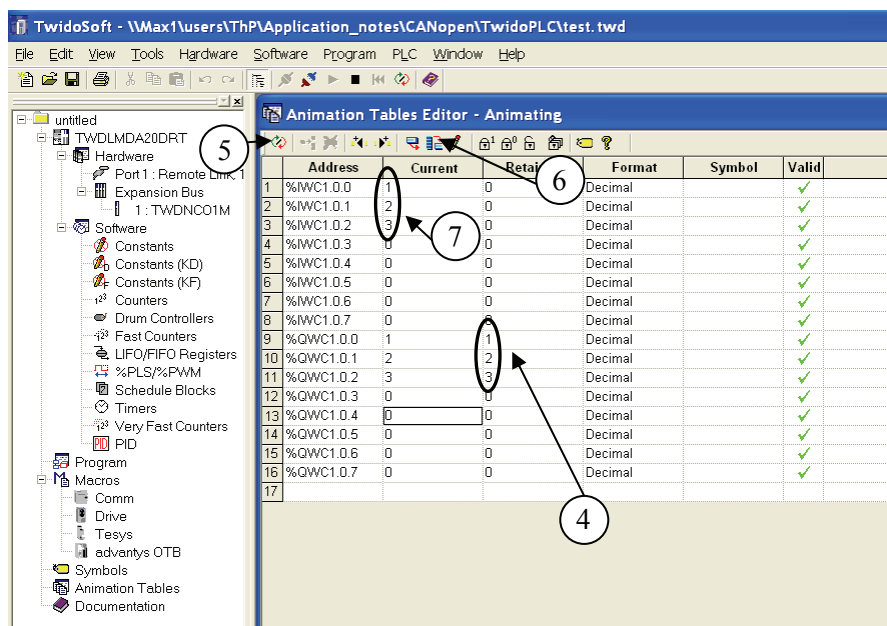 TwidoSoft - \\Max1\users\ThP\Application_notes\CANopen\TwidoPLC\test.twd
File Edit View Tools Hardware Software Program PLC Window Help
untitled
TWDLMDA20DRT
Hardware
Port 1 : Remote Link, 1
Expansion Bus
1 : TWDNCO1M
Software
Constants
Constants (KD)
Constants (KF)
Counters
Drum Controllers
Fast Counters
LIFO/FIFO Registers
%PLS/%PWM
Schedule Blocks
Timers
Very Fast Counters
PID PID
Program
Macros
Comm
Drive
Tesys
advantys OTB
Symbols
Animation Tables
Documentation
Animation Tables Editor - Animating
Address Current Format Symbol Valid
1 %IWC1.0.0 1 0 Decimal
2 %IWC1.0.1 2 0 Decimal
3 %IWC1.0.2 3 0 Decimal
4 %IWC1.0.3 0 0 Decimal
5 %IWC1.0.4 0 0 Decimal
6 %IWC1.0.5 0 0 Decimal
7 %IWC1.0.6 0 0 Decimal
8 %IWC1.0.7 0 0 Decimal
9 %QWC1.0.0 1 1 Decimal
10 %QWC1.0.1 2 2 Decimal
11 %QWC1.0.2 3 3 Decimal
12 %QWC1.0.3 0 0 Decimal
13 %QWC1.0.4 0 0 Decimal
14 %QWC1.0.5 0 0 Decimal
15 %QWC1.0.6 0 0 Decimal
16 %QWC1.0.7 0 0 Decimal
17
5
6
7
4